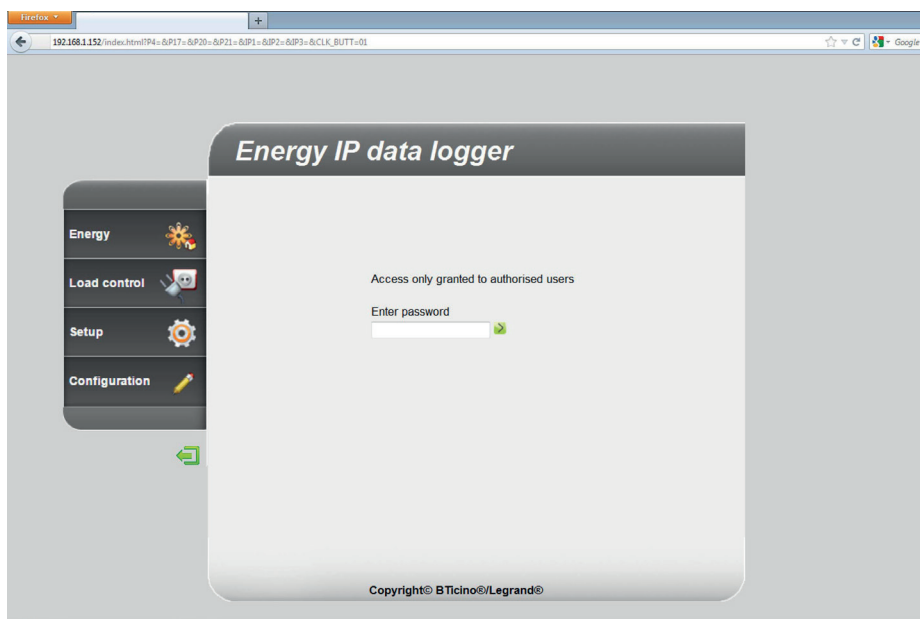 Firefox
192.168.1.152/index.html?P4=&P17=&P20=&P21=&IP1=&IP2=&IP3=&CLK_BUTT=01
Google
Energy IP data logger
Energy
Load control
Setup
Configuration
Access only granted to authorised users
Enter password
Copyright© BTicino®/Legrand®